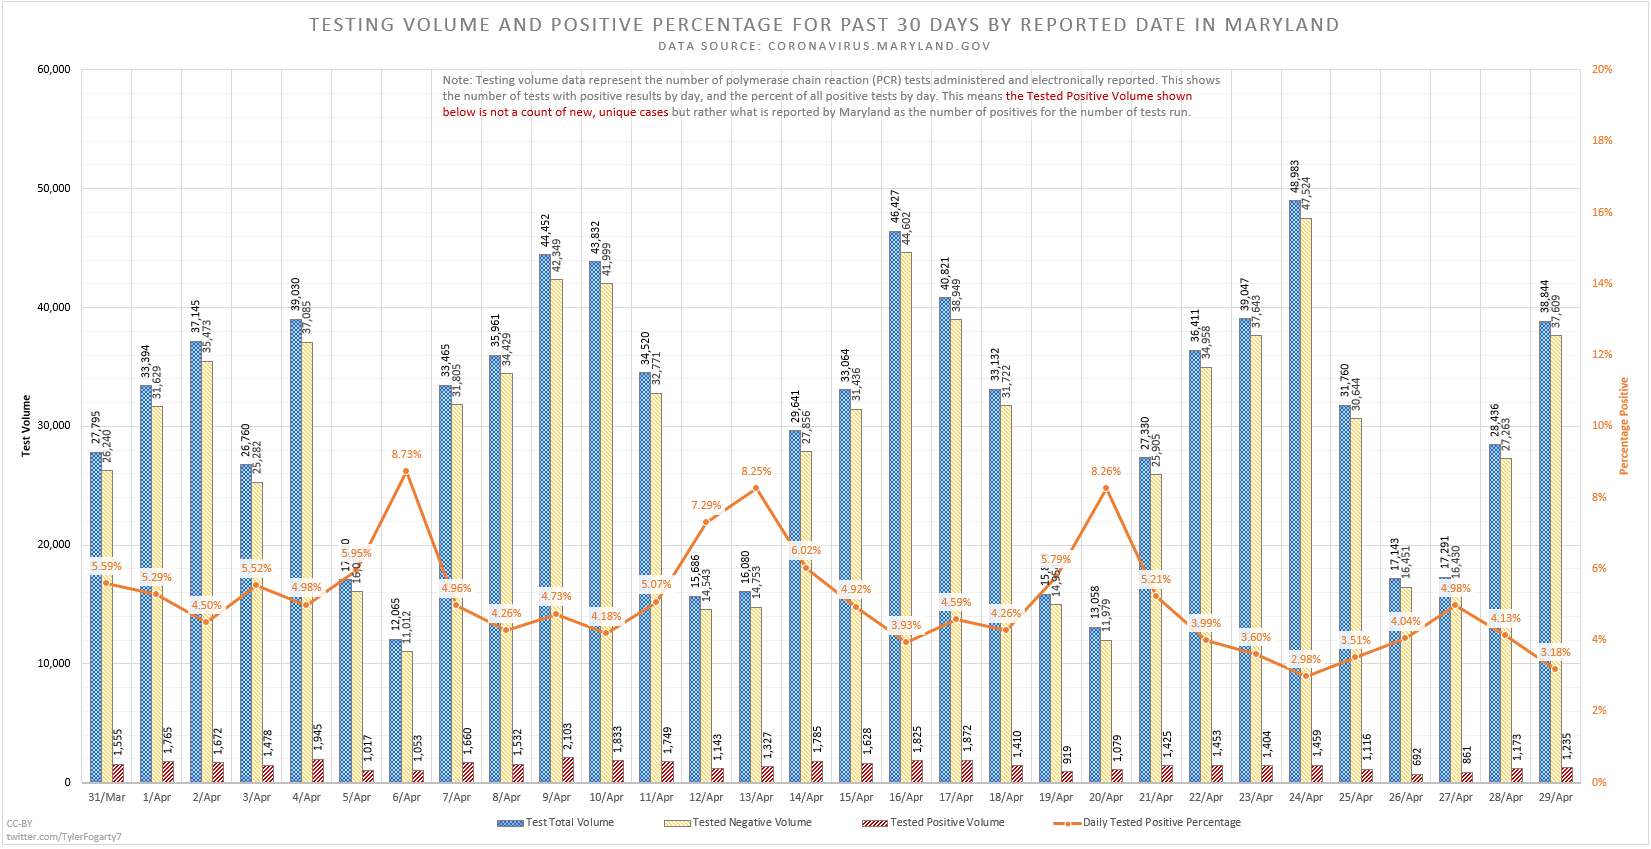 TESTING VOLUME AND POSITIVE PERCENTAGE FOR PAST 30 DAYS BY REPORTED DATE IN MARYLAND
DATA SOURCE: CORONAVIRUS.MARYLAND.GOV
Note: Testing volume data represent the number of polymerase chain reaction (PCR) tests administered and electronically reported. This shows
the number of tests with positive results by day, and the percent of all positive tests by day. This means the Tested Positive Volume shown
below is not a count of new, unique cases but rather what is reported by Maryland as the number of positives for the number of tests run.
Test Volume
60,000
50,000
40,000
30,000
20,000
10,000
0
Percentage Positive
20%
18%
16%
14%
12%
10%
8%
6%
4%
2%
0%
27,795 26,240 5.59% 1,555
33,394 31,629 5.29% 1,765
37,145 35,473 4.50% 1,672
26,760 25,282 5.52% 1,478
39,030 37,085 4.98% 1,945
5.95% 1,017
12,065 11,012 8.73% 1,053
33,465 31,805 4.96% 1,660
35,961 34,429 4.26% 1,532
44,452 42,349 4.73% 2,103
43,832 41,999 4.18% 1,833
34,520 32,771 5.07% 1,749
15,686 14,543 7.29% 1,143
16,080 14,753 8.25% 1,327
29,641 27,856 6.02% 1,785
33,064 31,436 4.92% 1,628
46,427 44,602 3.93% 1,825
40,821 38,949 4.59% 1,872
33,132 31,722 4.26% 1,410
5.79% 919
13,058 11,979 8.26% 1,079
27,330 25,905 5.21% 1,425
36,411 34,958 3.99% 1,453
39,047 37,643 3.60% 1,404
48,983 47,524 2.98% 1,459
31,760 30,644 3.51% 1,116
17,143 16,451 4.04% 692
17,291 16,430 4.98% 861
28,436 27,263 4.13% 1,173
38,844 37,609 3.18% 1,235
31/Mar 1/Apr 2/Apr 3/Apr 4/Apr 5/Apr 6/Apr 7/Apr 8/Apr 9/Apr 10/Apr 11/Apr 12/Apr 13/Apr 14/Apr 15/Apr 16/Apr 17/Apr 18/Apr 19/Apr 20/Apr 21/Apr 22/Apr 23/Apr 24/Apr 25/Apr 26/Apr 27/Apr 28/Apr 29/Apr
Test Total Volume Tested Negative Volume Tested Positive Volume Daily Tested Positive Percentage
CC-BY
twitter.com/TylerFogarty7